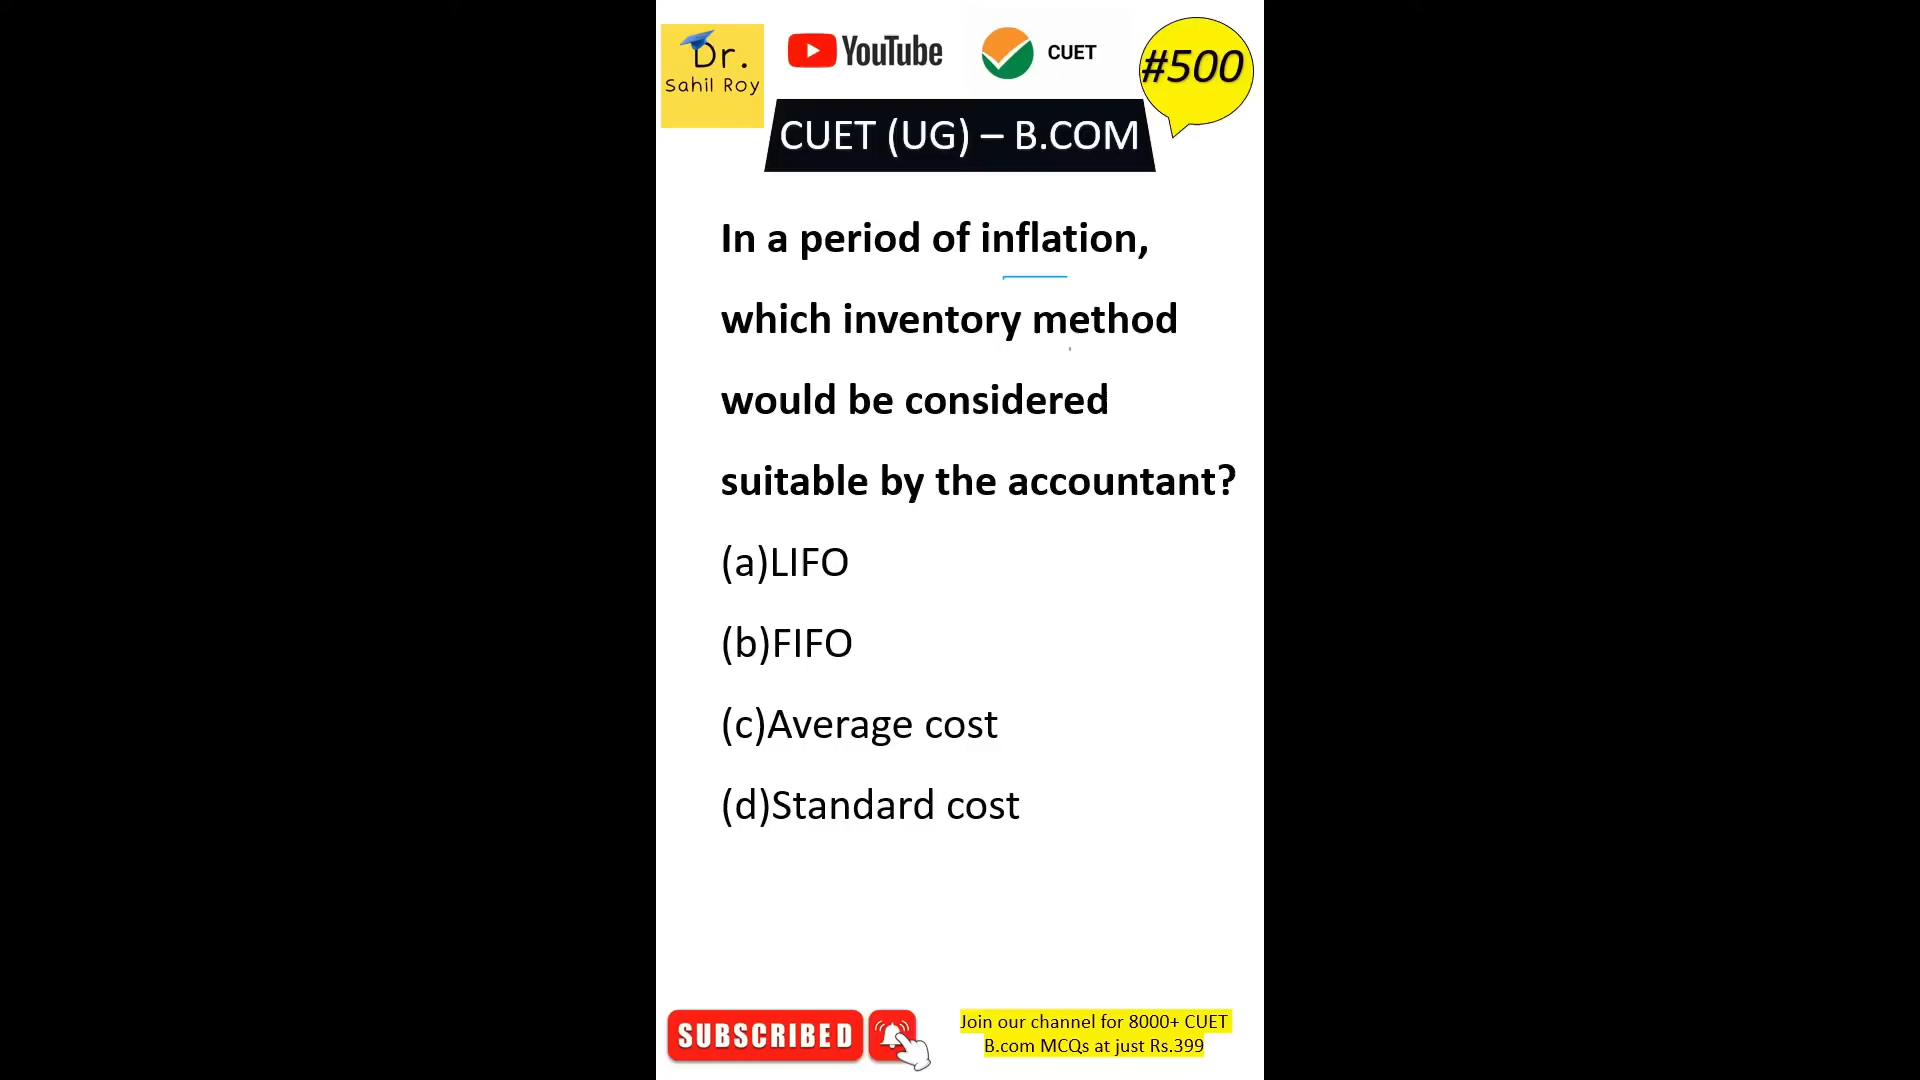 Dr.
Sahil Roy
YouTube
CUET
#500
CUET (UG) – B.COM
In a period of inflation,
which inventory method
would be considered
suitable by the accountant?
(a)LIFO
(b)FIFO
(c)Average cost
(d)Standard cost
SUBSCRIBED
Join our channel for 8000+ CUET
B.com MCQs at just Rs.399